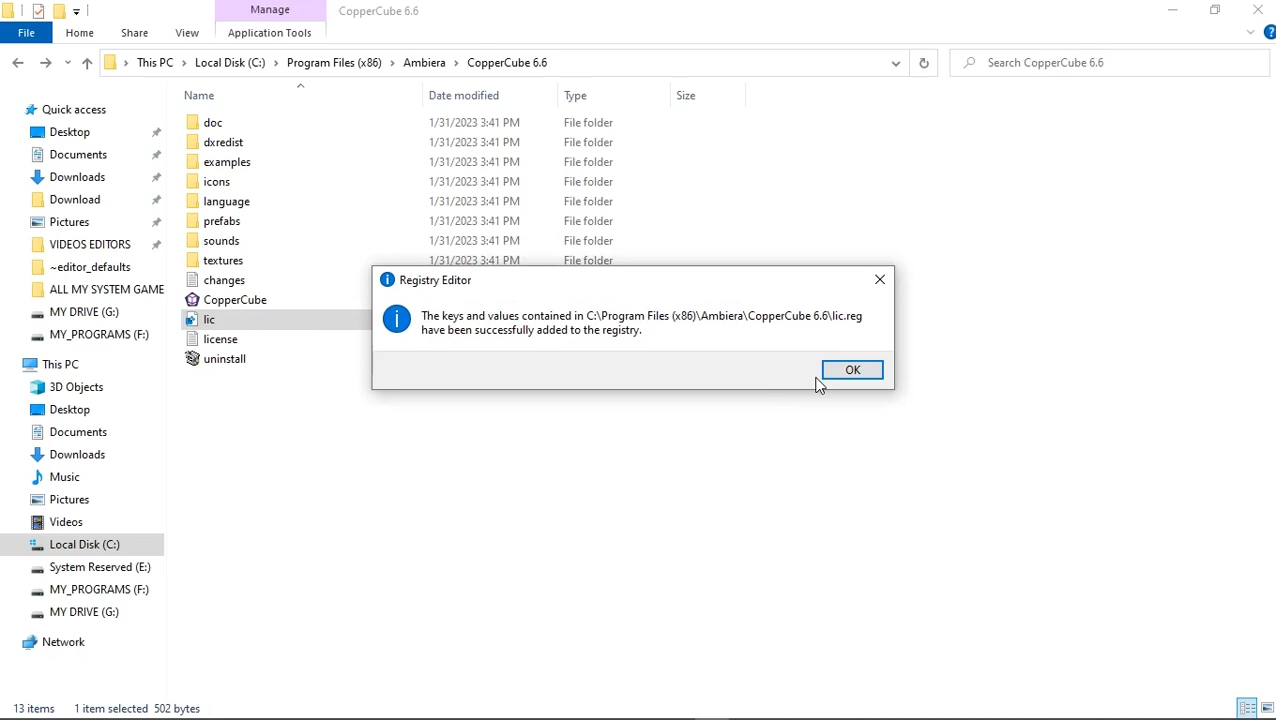 Manage
CopperCube 6.6
File
Home
Share
View
Application Tools
This PC
Local Disk (C:)
Program Files (x86)
Ambiera
CopperCube 6.6
Search CopperCube 6.6
Name
Date modified
Type
Size
Quick access
Desktop
Documents
Downloads
Download
Pictures
VIDEOS EDITORS
~editor_defaults
ALL MY SYSTEM GAME
MY DRIVE (G:)
MY_PROGRAMS (F:)
This PC
3D Objects
Desktop
Documents
Downloads
Music
Pictures
Videos
Local Disk (C:)
System Reserved (E:)
MY_PROGRAMS (F:)
MY DRIVE (G:)
Network
doc 1/31/2023 3:41 PM File folder
dxredist 1/31/2023 3:41 PM File folder
examples 1/31/2023 3:41 PM File folder
icons 1/31/2023 3:41 PM File folder
language 1/31/2023 3:41 PM File folder
prefabs 1/31/2023 3:41 PM File folder
sounds 1/31/2023 3:41 PM File folder
textures 1/31/2023 3:41 PM File folder
changes
CopperCube
lic
license
uninstall
Registry Editor
The keys and values contained in C:\Program Files (x86)\Ambiera\CopperCube 6.6\lic.reg
have been successfully added to the registry.
OK
13 items
1 item selected 502 bytes